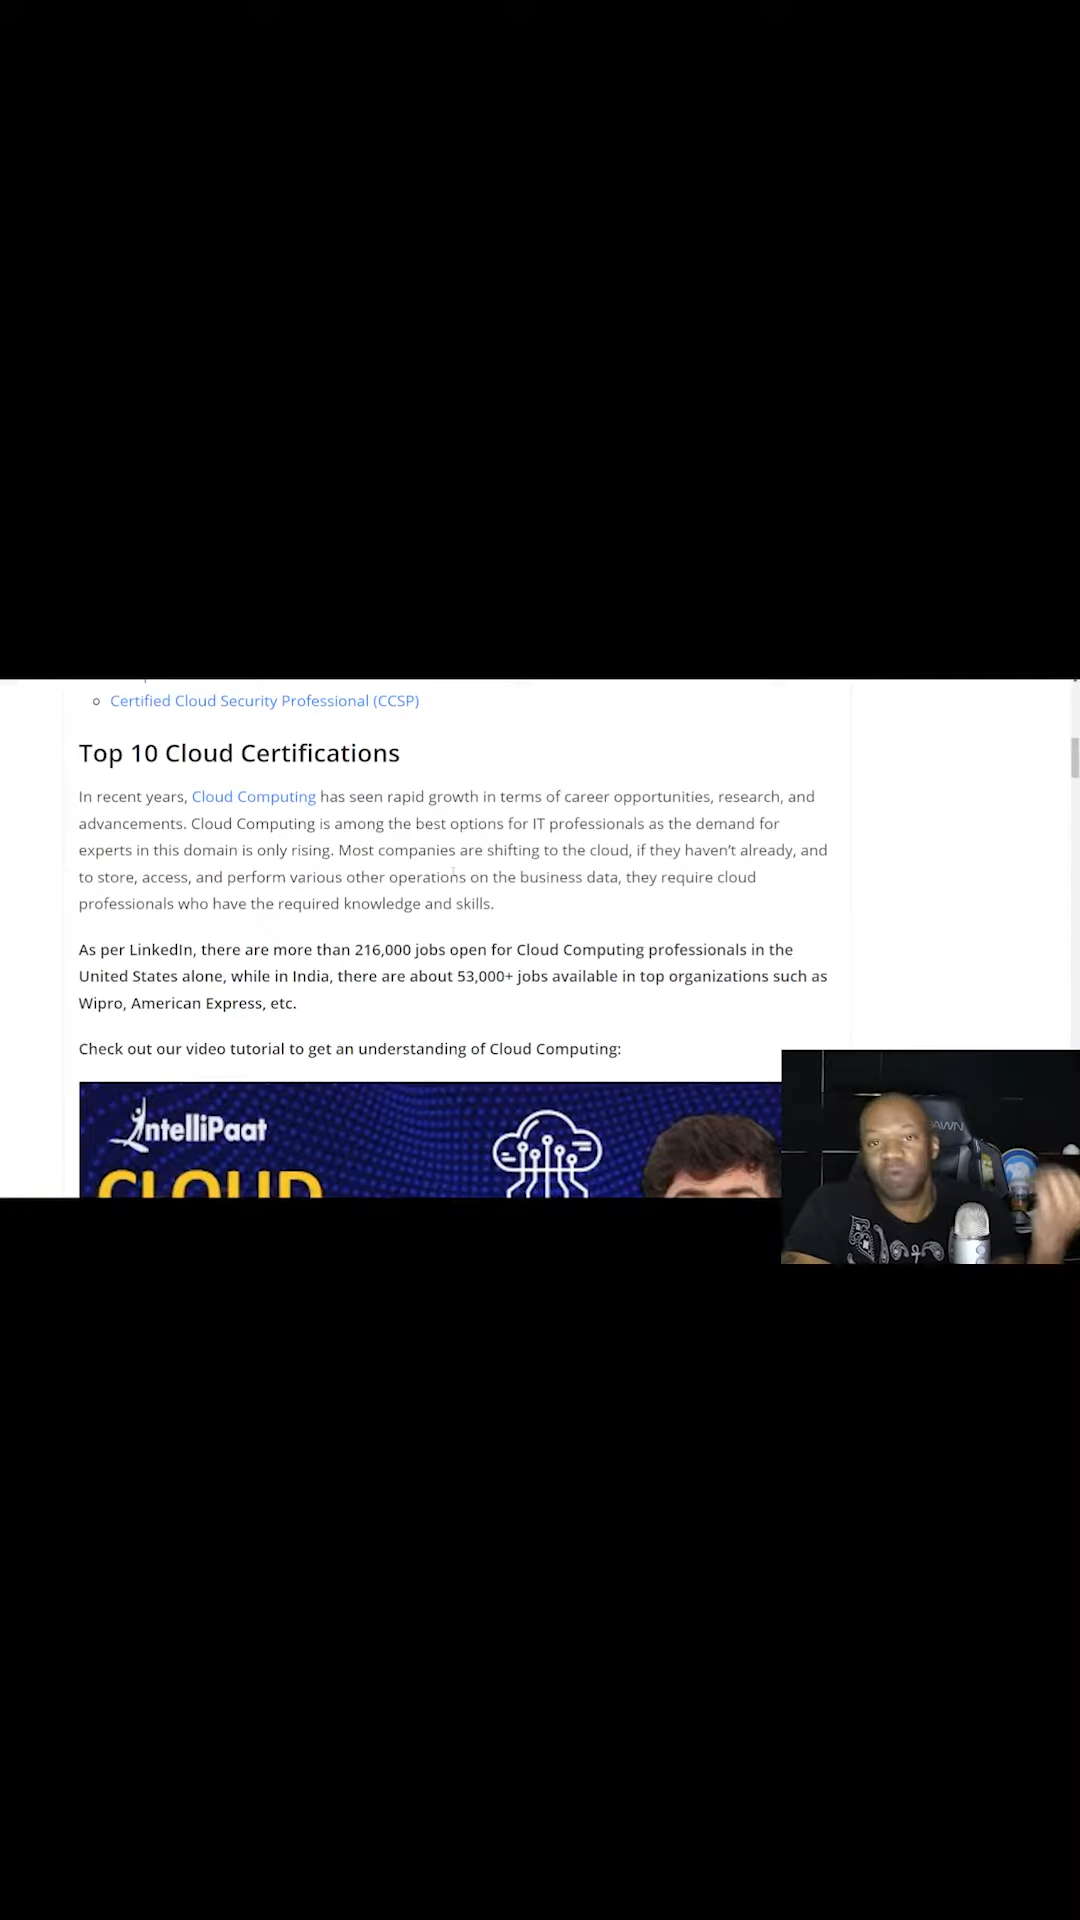 Certified Cloud Security Professional (CCSP)
Top 10 Cloud Certifications
In recent years, Cloud Computing has seen rapid growth in terms of career opportunities, research, and
advancements. Cloud Computing is among the best options for IT professionals as the demand for
experts in this domain is only rising. Most companies are shifting to the cloud, if they haven’t already, and
to store, access, and perform various other operations on the business data, they require cloud
professionals who have the required knowledge and skills.
As per LinkedIn, there are more than 216,000 jobs open for Cloud Computing professionals in the
United States alone, while in India, there are about 53,000+ jobs available in top organizations such as
Wipro, American Express, etc.
Check out our video tutorial to get an understanding of Cloud Computing:
IntelliPaat
CLOUD